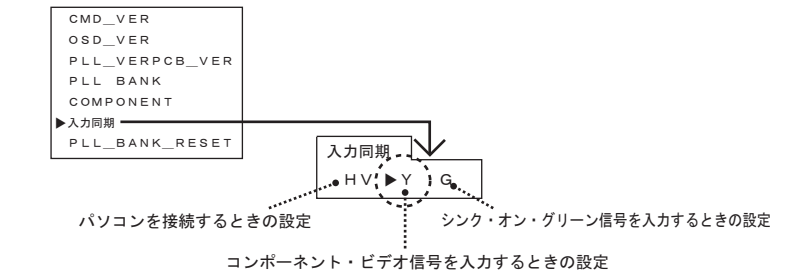 CMD_VER
OSD_VER
PLL_VERPCB_VER
PLL BANK
COMPONENT
▶入力同期
PLL_BANK_RESET
入力同期
HV ▶Y G
パソコンを接続するときの設定
シンク・オン・グリーン信号を入力するときの設定
コンポーネント・ビデオ信号を入力するときの設定